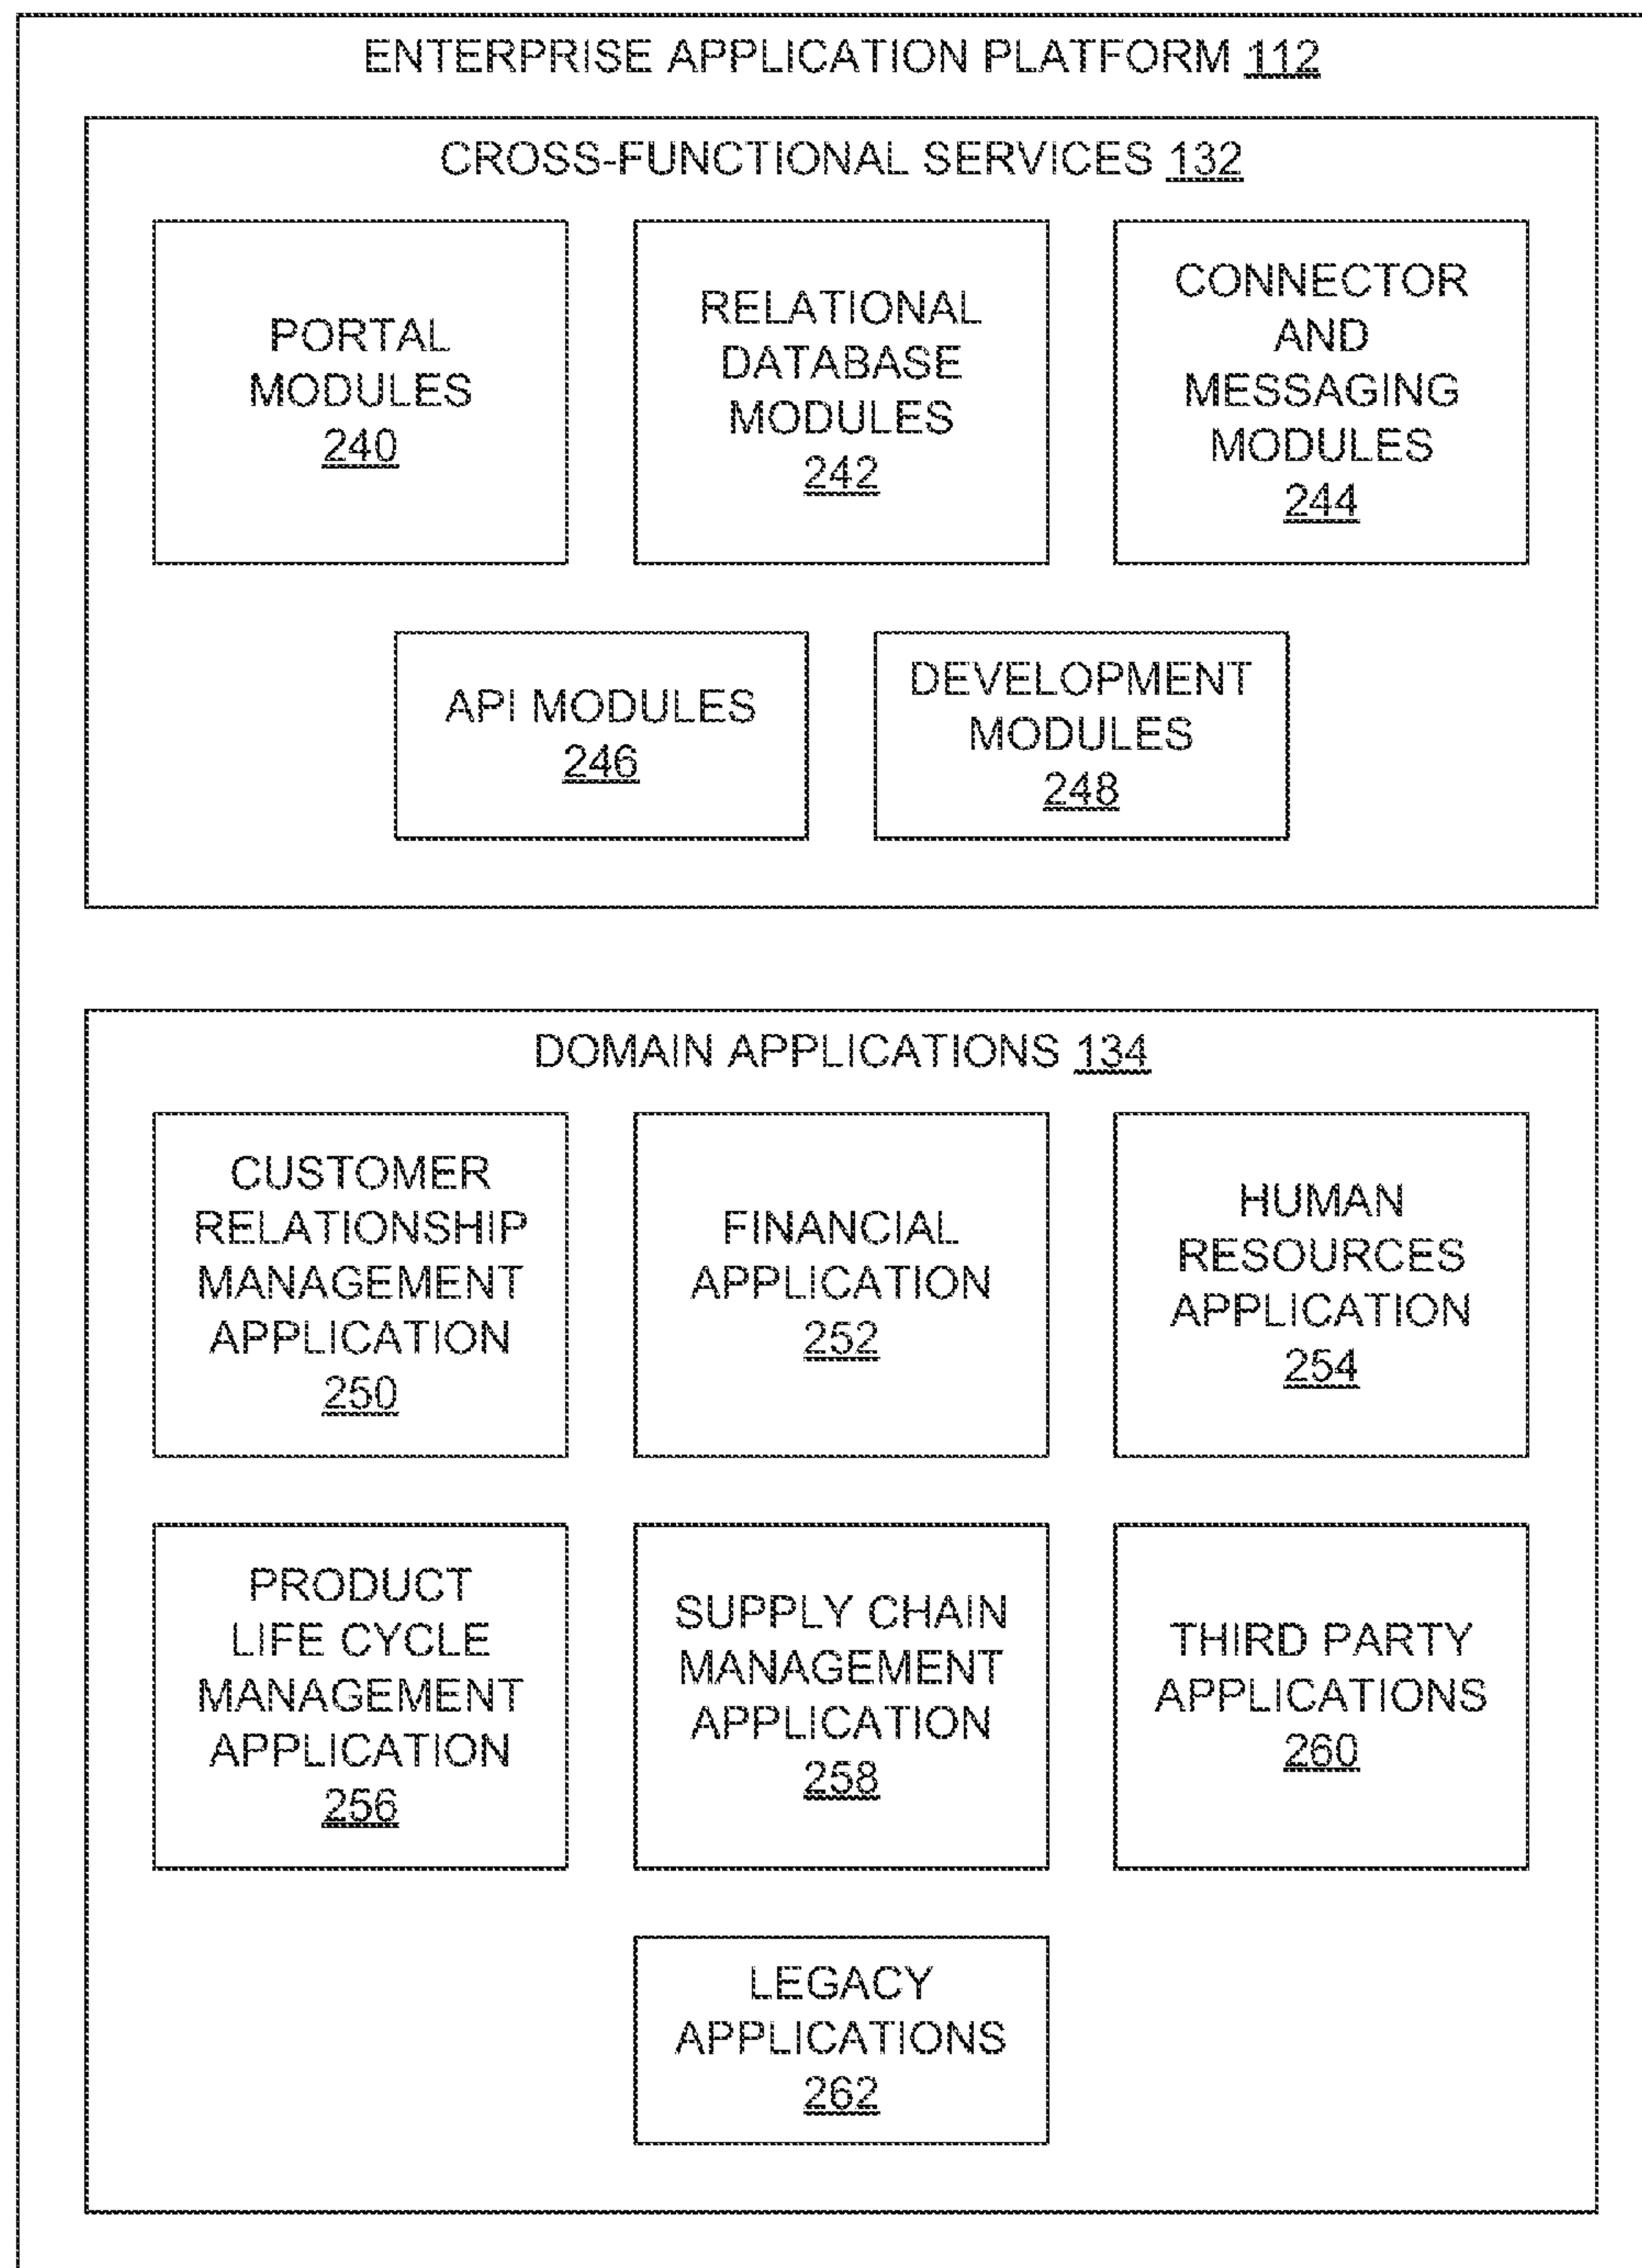 ENTERPRISE APPLICATION PLATFORM 112
CROSS-FUNCTIONAL SERVICES 132
PORTAL
MODULES
240
RELATIONAL
DATABASE
MODULES
242
CONNECTOR
AND
MESSAGING
MODULES
244
API MODULES
246
DEVELOPMENT
MODULES
248
DOMAIN APPLICATIONS 134
CUSTOMER
RELATIONSHIP
MANAGEMENT
APPLICATION
250
FINANCIAL
APPLICATION
252
HUMAN
RESOURCES
APPLICATION
254
PRODUCT
LIFE CYCLE
MANAGEMENT
APPLICATION
256
SUPPLY CHAIN
MANAGEMENT
APPLICATION
258
THIRD PARTY
APPLICATIONS
260
LEGACY
APPLICATIONS
262